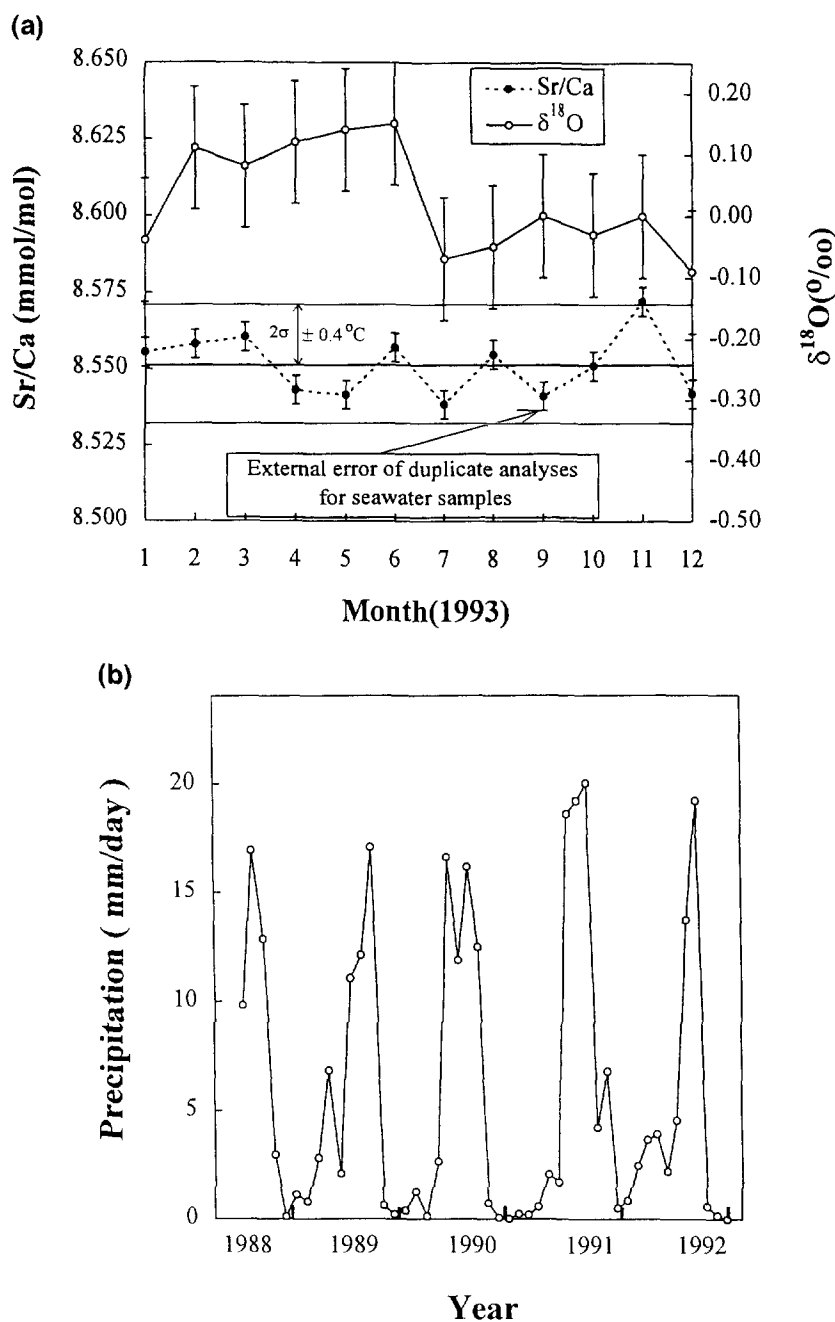 (a)
8.650
8.625
8.600
8.575
8.550
8.525
8.500
Sr/Ca (mmol/mol)
Sr/Ca
δ18O
0.20
0.10
0.00
-0.10
-0.20
-0.30
-0.40
-0.50
δ18O(0/00)
2σ ± 0.4 oC
External error of duplicate analyses
for seawater samples
1 2 3 4 5 6 7 8 9 10 11 12
Month(1993)
(b)
20
15
10
5
0
Precipitation ( mm/day )
1988 1989 1990 1991 1992
Year